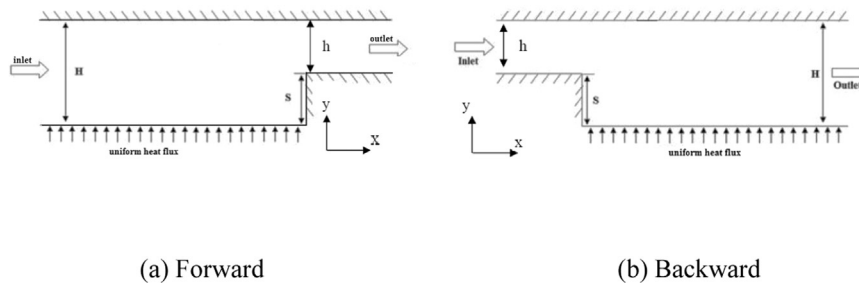 inlet
H
h
outlet
S
y
x
uniform heat flux
Inlet
h
H
Outlet
S
y
x
uniform heat flux
(a) Forward
(b) Backward